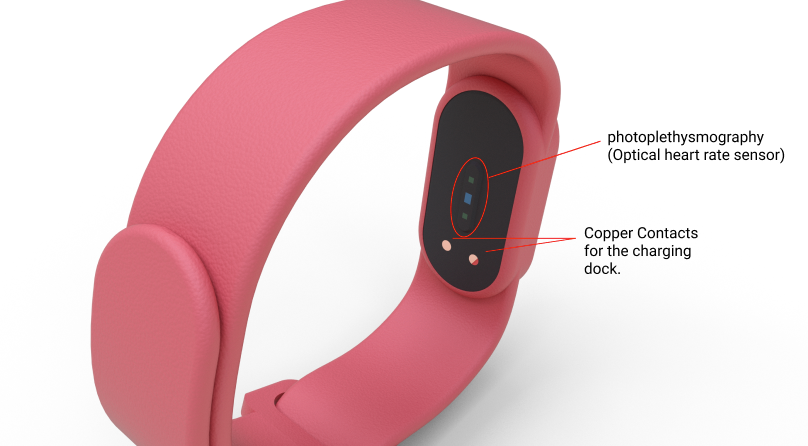 photoplethysmography
(Optical heart rate sensor)
Copper Contacts
for the charging
dock.